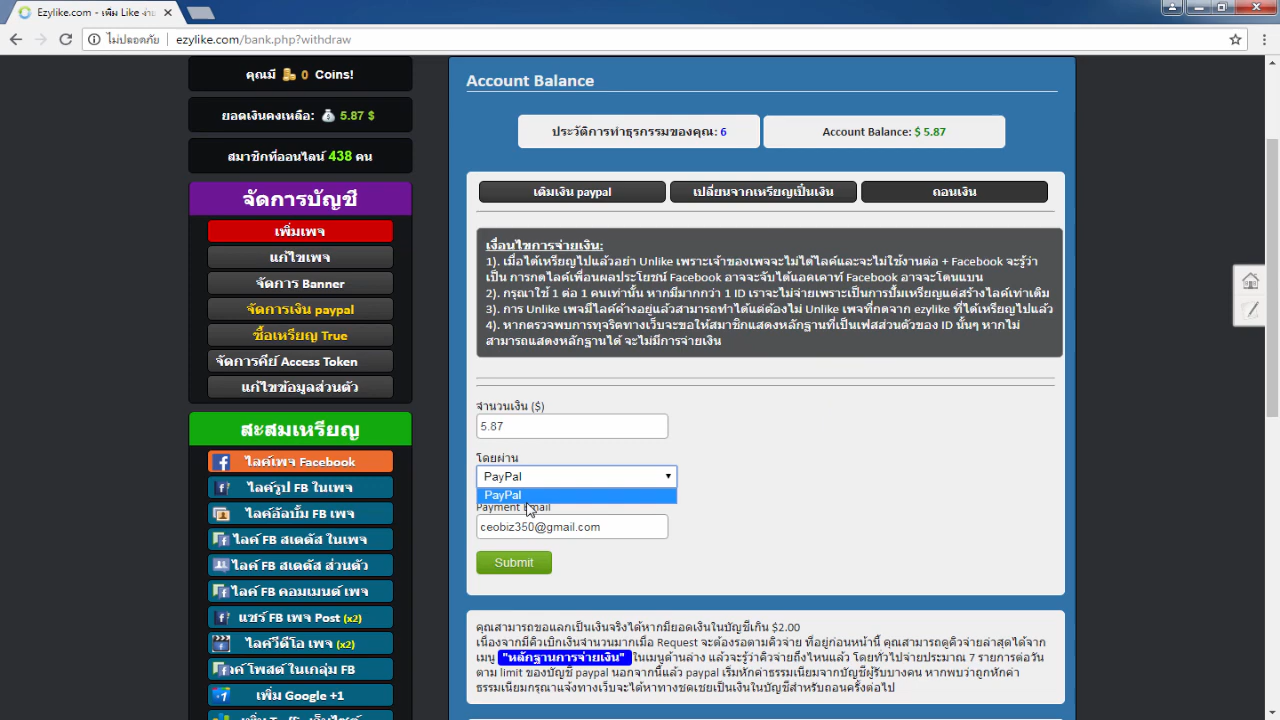 Ezylike.com - เพิ่ม Like ง่าย
ไม่ปลอดภัย
ezylike.com/bank.php?withdraw
คุณมี 0 Coins!
ยอดเงินคงเหลือ: 5.87 $
สมาชิกที่ออนไลน์ 438 คน
จัดการบัญชี
เพิ่มเพจ
แก้ไขเพจ
จัดการ Banner
จัดการเงิน paypal
ซื้อเหรียญ True
จัดการคีย์ Access Token
แก้ไขข้อมูลส่วนตัว
สะสมเหรียญ
ไลค์เพจ Facebook
ไลค์รูป FB ในเพจ
ไลค์อัลบั้ม FB เพจ
ไลค์ FB สเตตัส ในเพจ
ไลค์ FB สเตตัส ส่วนตัว
ไลค์ FB คอมเมนต์ เพจ
แชร์ FB เพจ Post (x2)
ไลค์วีดีโอ เพจ (x2)
ไลค์ โพสต์ ในกลุ่ม FB
เพิ่ม Google +1
Account Balance
ประวัติการทำธุรกรรมของคุณ: 6
Account Balance: $ 5.87
เติมเงิน paypal
เปลี่ยนจากเหรียญเป็นเงิน
ถอนเงิน
เงื่อนไขการจ่ายเงิน:
1). เมื่อได้เหรียญไปแล้วอย่า Unlike เพราะเจ้าของเพจจะไม่ได้ไลค์และจะไม่ใช้งานต่อ + Facebook จะรู้ว่า
เป็น การกดไลค์เพื่อนผลประโยชน์ Facebook อาจจะจับได้แอคเคาท์ Facebook อาจจะโดนแบน
2). กรุณาใช้ 1 ต่อ 1 คนเท่านั้น หากมีมากกว่า 1 ID เราจะไม่จ่ายเพราะเป็นการปั้มเหรียญแต่สร้างไลค์เท่าเติม
3). การ Unlike เพจมีไลค์ค้างอยู่แล้วสามารถทำได้แต่ต้องไม่ Unlike เพจที่กดจาก ezylike ที่ได้เหรียญไปแล้ว
4). หากตรวจพบการทุจริตทางเว็บจะขอให้สมาชิกแสดงหลักฐานที่เป็นเฟสส่วนตัวของ ID นั้นๆ หากไม่
สามารถแสดงหลักฐานได้ จะไม่มีการจ่ายเงิน
จำนวนเงิน ($)
5.87
โดยผ่าน
PayPal
PayPal
Payment Email
ceobiz350@gmail.com
Submit
คุณสามารถขอแลกเป็นเงินจริงได้หากมียอดเงินในบัญชีเกิน $2.00
เนื่องจากมีคิวเบิกเงินจำนวนมากเมื่อ Request จะต้องรอตามคิวจ่าย ที่อยู่ก่อนหน้านี้ คุณสามารถดูคิวจ่ายล่าสุดได้จาก
เมนู "หลักฐานการจ่ายเงิน" ในเมนูด้านล่าง แล้วจะรู้ว่าคิวจ่ายถึงไหนแล้ว โดยทั่วไปจ่ายประมาณ 7 รายการต่อวัน
ตาม limit ของบัญชี paypal นอกจากนี้แล้ว paypal เริ่มหักค่าธรรมเนียมจากบัญชีผู้รับบางคน หากพบว่าถูกหักค่า
ธรรมเนียมกรุณาแจ้งทางเว็บจะได้หาทางชดเชยเป็นเงินในบัญชีสำหรับถอนครั้งต่อไป